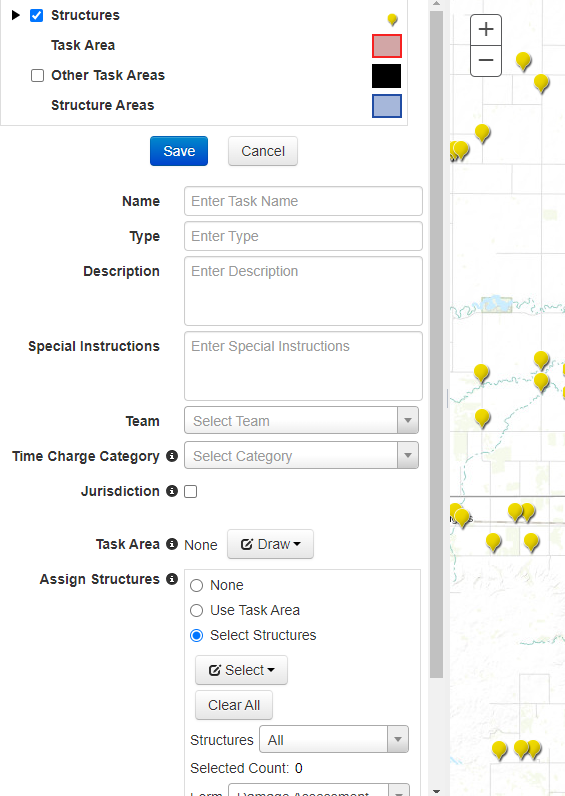 Structures
Task Area
Other Task Areas
Structure Areas
Save Cancel
Name Enter Task Name
Type Enter Type
Description Enter Description
Special Instructions Enter Special Instructions
Team Select Team
Time Charge Category Select Category
Jurisdiction
Task Area None Draw
Assign Structures
None
Use Task Area
Select Structures
Select
Clear All
Structures All
Selected Count: 0
Form Damage Assessment
+
−